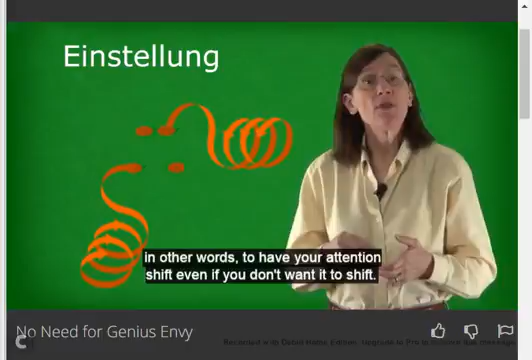 Einstellung
in other words, to have your attention
shift even if you don't want it to shift.
No Need for Genius Envy